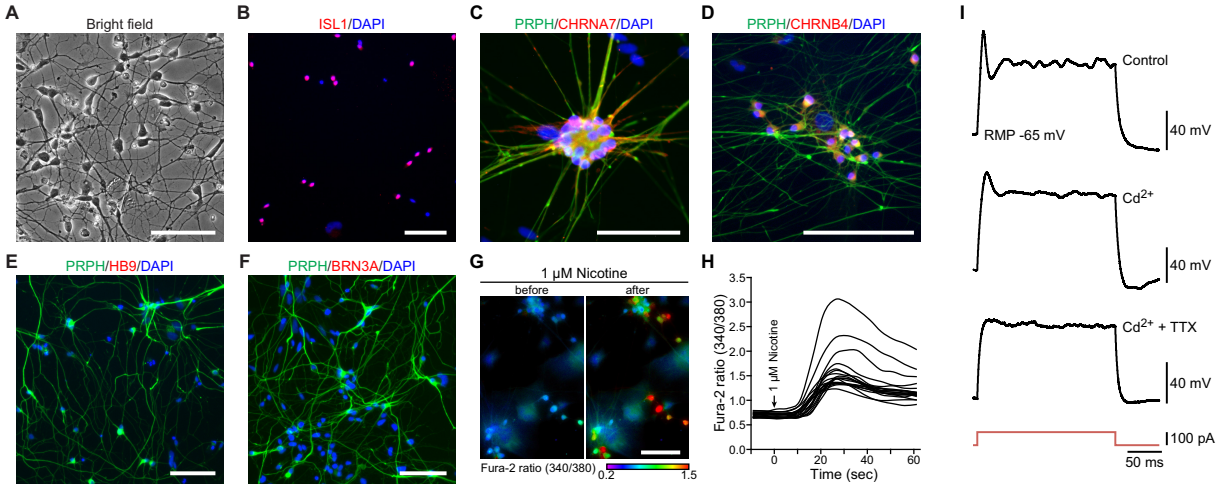 A
Bright field
B
ISL1/DAPI
C
PRPH/CHRNA7/DAPI
D
PRPH/CHRNB4/DAPI
E
PRPH/HB9/DAPI
F
PRPH/BRN3A/DAPI
G
1 µM Nicotine
before after
Fura-2 ratio (340/380)
0.2 1.5
H
Fura-2 ratio (340/380)
3.5
3.0
2.5
2.0
1.5
1.0
0.5
0.0
1 µM Nicotine
0 20 40 60
Time (sec)
I
Control
RMP -65 mV
40 mV
Cd2+
40 mV
Cd2+ + TTX
40 mV
100 pA
50 ms